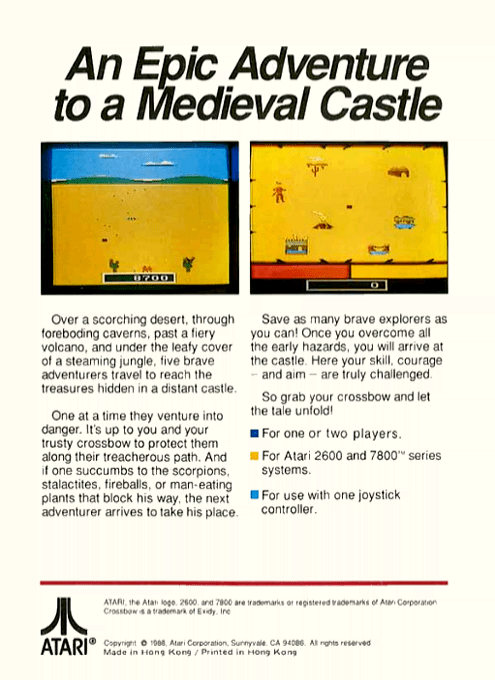 An Epic Adventure
to a Medieval Castle
8700
0
Over a scorching desert, through
foreboding caverns, past a fiery
volcano, and under the leafy cover
of a steaming jungle, five brave
adventurers travel to reach the
treasures hidden in a distant castle.
One at a time they venture into
danger. It's up to you and your
trusty crossbow to protect them
along their treacherous path. And
if one succumbs to the scorpions,
stalactites, fireballs, or man-eating
plants that block his way, the next
adventurer arrives to take his place.
Save as many brave explorers as
you can! Once you overcome all
the early hazards, you will arrive at
the castle. Here your skill, courage
– and aim – are truly challenged.
So grab your crossbow and let
the tale unfold!
For one or two players.
For Atari 2600 and 7800™ series
systems.
For use with one joystick
controller.
ATARI, the Atari logo, 2600, and 7800 are trademarks or registered trademarks of Atari Corporation
Crossbow is a trademark of Exidy, Inc
ATARI®
Copyright © 1988, Atari Corporation, Sunnyvale, CA 94086. All rights reserved
Made in Hong Kong / Printed in Hong Kong